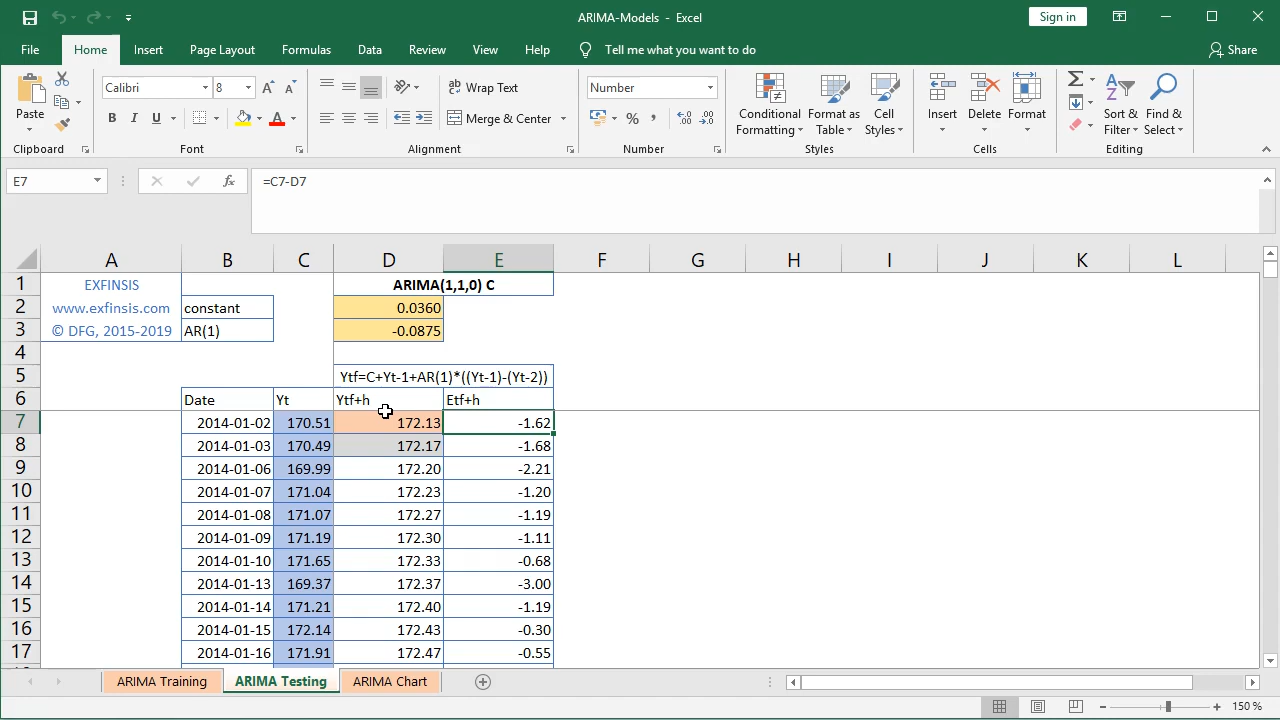 ARIMA-Models - Excel
Sign in
File Home Insert Page Layout Formulas Data Review View Help Tell me what you want to do Share
Paste
Clipboard
Calibri 8
A A
B I U A
Font
ab Wrap Text
Merge & Center
Alignment
Number
% ,
Number
Conditional Formatting
Format as Table
Cell Styles
Styles
Insert Delete Format
Cells
Sort & Filter
Find & Select
Editing
E7 fx =C7-D7
A B C D E F G H I J K L
1 EXFINSIS ARIMA(1,1,0) C
2 www.exfinsis.com constant 0.0360
3 © DFG, 2015-2019 AR(1) -0.0875
4
5 Ytf=C+Yt-1+AR(1)*((Yt-1)-(Yt-2))
6 Date Yt Ytf+h Etf+h
7 2014-01-02 170.51 172.13 -1.62
8 2014-01-03 170.49 172.17 -1.68
9 2014-01-06 169.99 172.20 -2.21
10 2014-01-07 171.04 172.23 -1.20
11 2014-01-08 171.07 172.27 -1.19
12 2014-01-09 171.19 172.30 -1.11
13 2014-01-10 171.65 172.33 -0.68
14 2014-01-13 169.37 172.37 -3.00
15 2014-01-14 171.21 172.40 -1.19
16 2014-01-15 172.14 172.43 -0.30
17 2014-01-16 171.91 172.47 -0.55
ARIMA Training ARIMA Testing ARIMA Chart
150 %